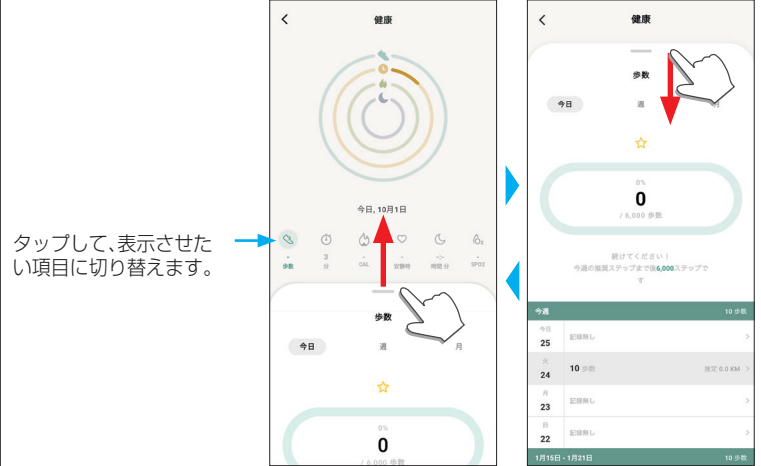 タップして、表示させた
い項目に切り替えます。
健康
今日, 10月1日
-
歩数
3
分
-
CAL
-
安静時
-:-
時間:分
-
SPO2
歩数
今日
週
月
0%
0
/ 6,000 歩数
健康
歩数
今日
週
月
0%
0
/ 6,000 歩数
続けてください！
今週の推奨ステップまで後6,000ステップで
す
今週
10 歩数
今日
25
記録無し
火
24
10 歩数
推定 0.0 KM
月
23
記録無し
日
22
記録無し
1月15日 - 1月21日
10 歩数